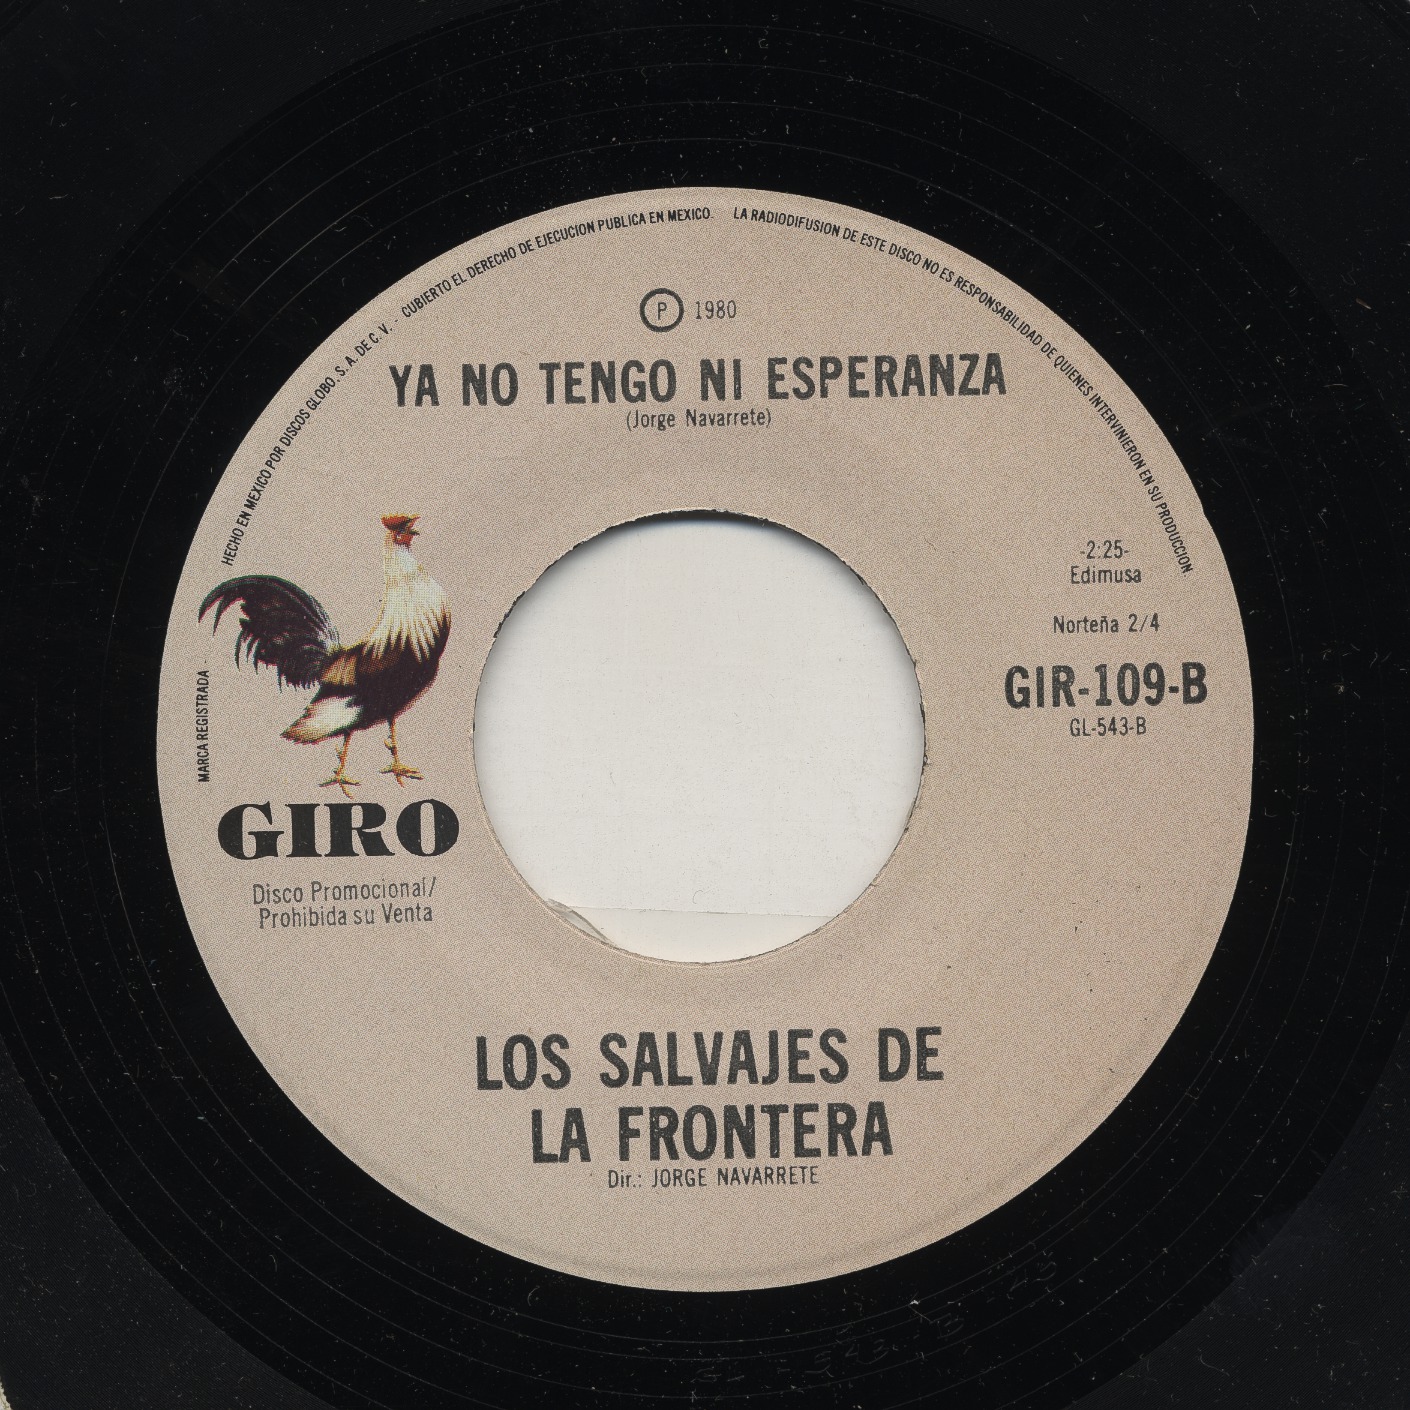 HECHO EN MEXICO POR DISCOS GLOBO, S. A. DE C. V. - CUBIERTO EL DERECHO DE EJECUCION PUBLICA EN MEXICO. LA RADIODIFUSION DE ESTE DISCO NO ES RESPONSABILIDAD DE QUIENES INTERVINIERON EN SU PRODUCCION
P 1980
YA NO TENGO NI ESPERANZA
(Jorge Navarrete)
-2:25-
Edimusa
Norteña 2/4
GIR-109-B
GL-543-B
MARCA REGISTRADA
GIRO
Disco Promocional/
Prohibida su Venta
LOS SALVAJES DE
LA FRONTERA
Dir.: JORGE NAVARRETE